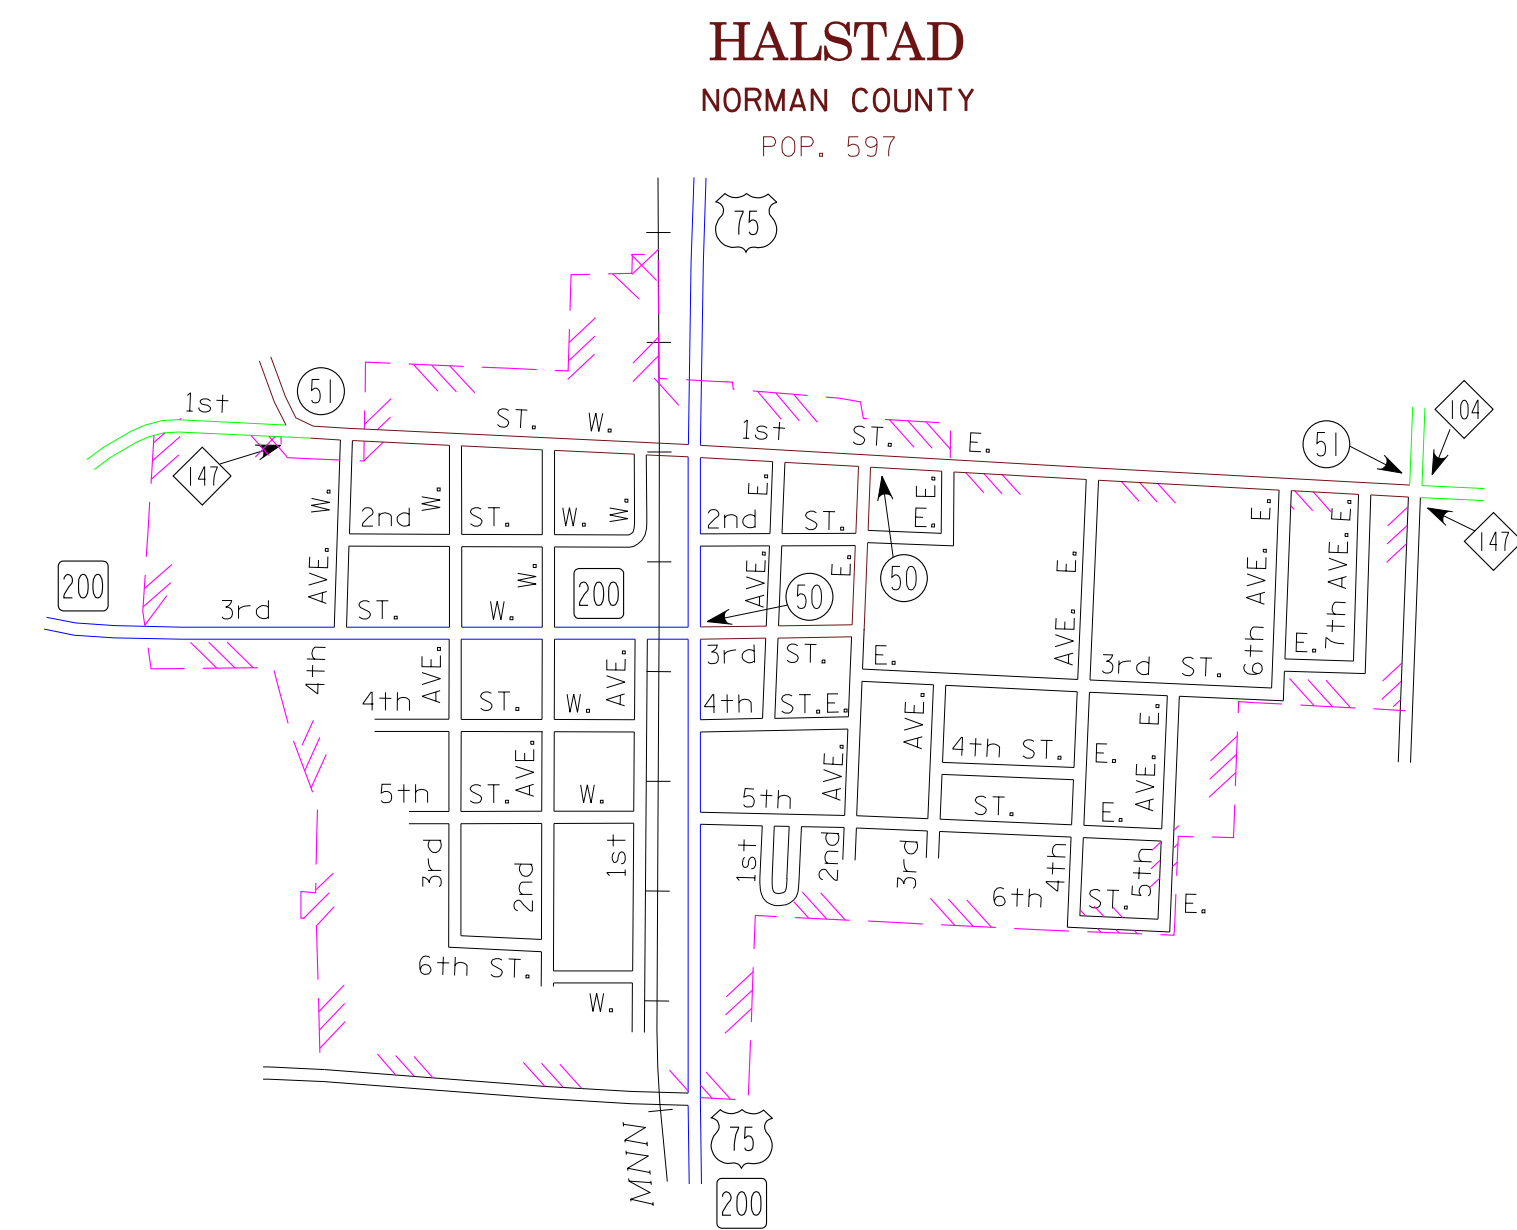 HALSTAD
NORMAN COUNTY
POP. 597
75
51
1st
ST.
W.
1st
ST.
E.
51
104
147
147
W.
2nd
W.
ST.
W.
W.
2nd
E.
ST.
E.
E.
E.
200
3rd
AVE.
ST.
W.
W.
200
AVE.
50
E.
50
AVE.
E.
6th
AVE.
E.
7th
AVE.
E.
E.
4th
AVE.
AVE.
3rd
ST.
E.
3rd
ST.
4th
ST.
W.
4th
ST.
E.
AVE.
4th
ST.
E.
AVE.
E.
5th
ST.
AVE.
W.
5th
AVE.
ST.
E.
3rd
2nd
1st
1st
2nd
3rd
4th
5th
6th
ST.
E.
6th ST.
W.
MNN
75
200